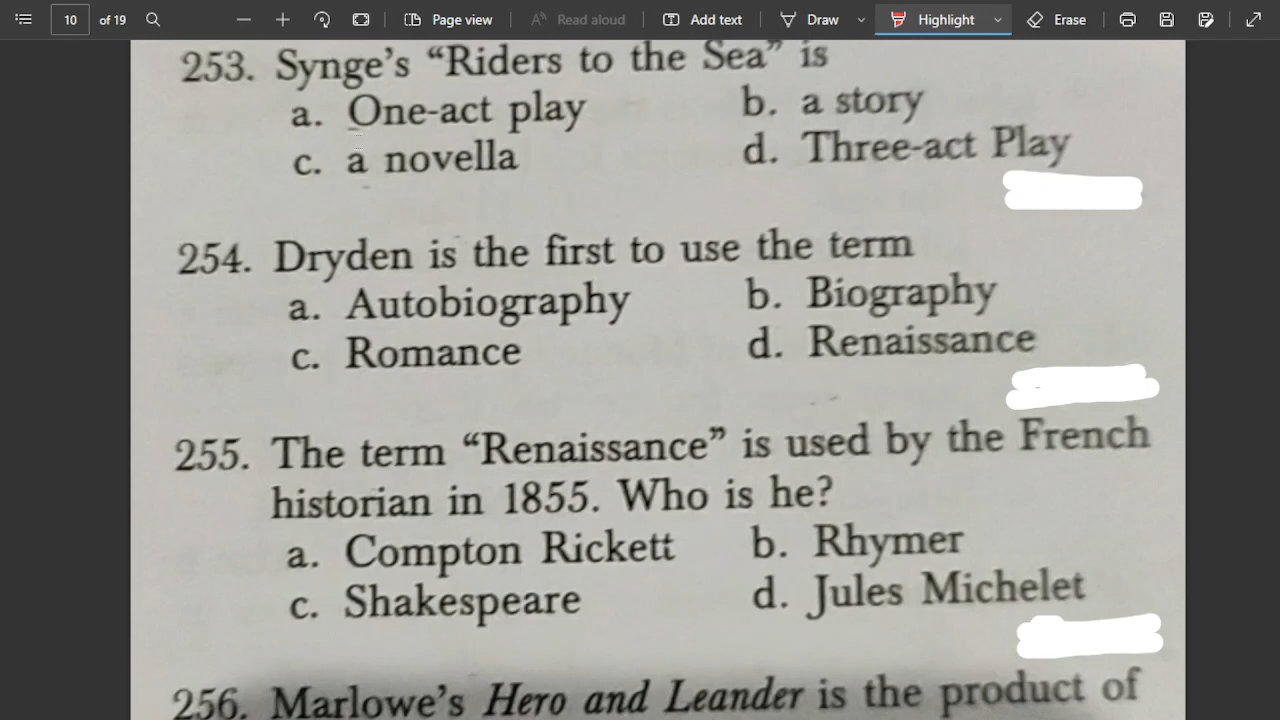 10 of 19 Page view Read aloud Add text Draw Highlight Erase
253. Synge's “Riders to the Sea” is
a. One-act play b. a story
c. a novella d. Three-act Play
254. Dryden is the first to use the term
a. Autobiography b. Biography
c. Romance d. Renaissance
255. The term “Renaissance” is used by the French
historian in 1855. Who is he?
a. Compton Rickett b. Rhymer
c. Shakespeare d. Jules Michelet
256. Marlowe's Hero and Leander is the product of